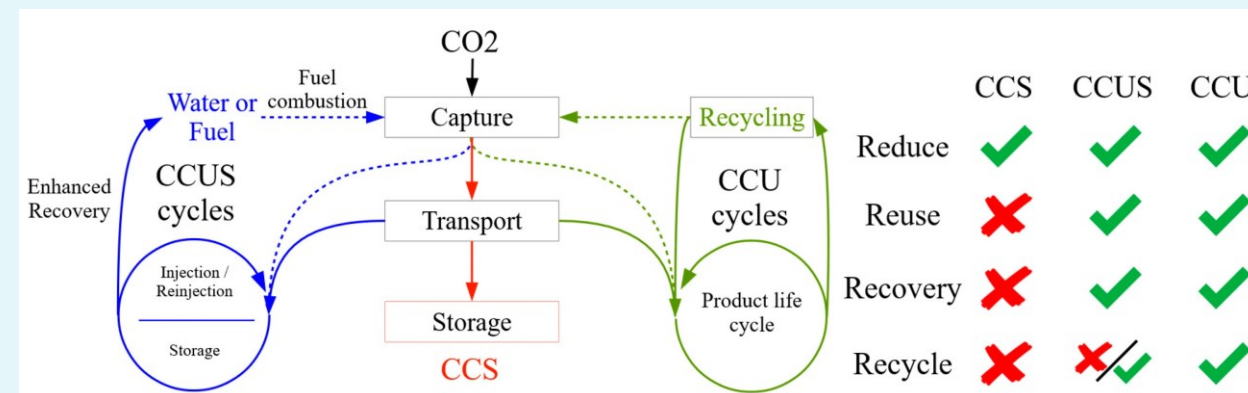 CO2
Fuel
combustion
Water or
Fuel
Capture
Recycling
Enhanced
Recovery
CCUS
cycles
CCU
cycles
Transport
Injection /
Reinjection
Storage
Product life
cycle
Storage
CCS
CCS CCUS CCU
Reduce
Reuse
Recovery
Recycle